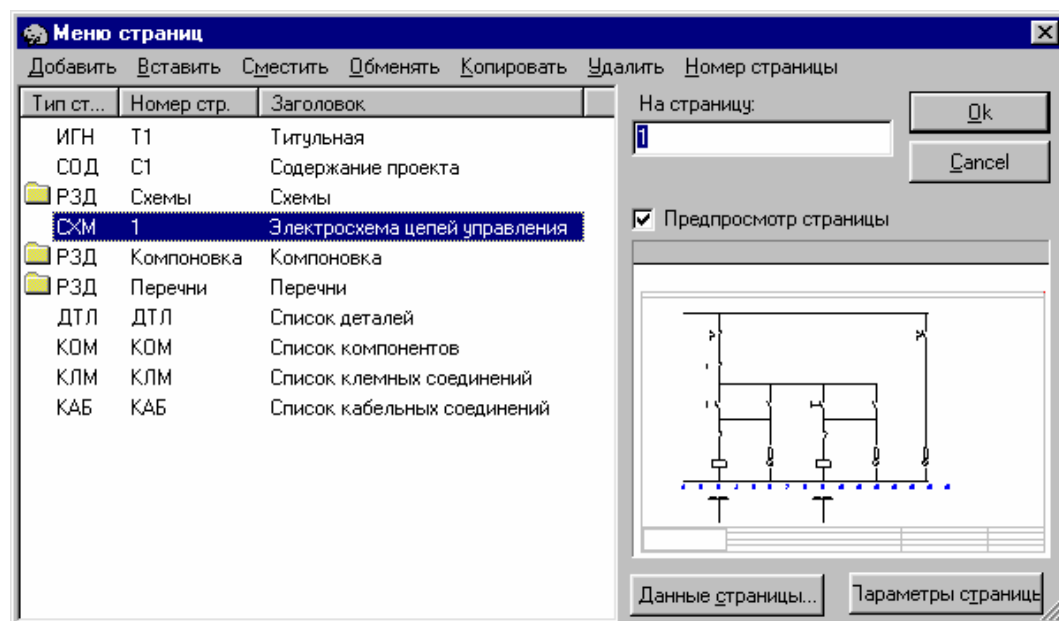 Меню страниц
Добавить Вставить Сместить Обменять Копировать Удалить Номер страницы
Тип ст... Номер стр. Заголовок
ИГН Т1 Титульная
СОД С1 Содержание проекта
РЗД Схемы Схемы
СХМ 1 Электросхема цепей управления
РЗД Компоновка Компоновка
РЗД Перечни Перечни
ДТЛ ДТЛ Список деталей
КОМ КОМ Список компонентов
КЛМ КЛМ Список клемных соединений
КАБ КАБ Список кабельных соединений
На страницу:
1
Ok
Cancel
Предпросмотр страницы
Данные страницы... Параметры страницы